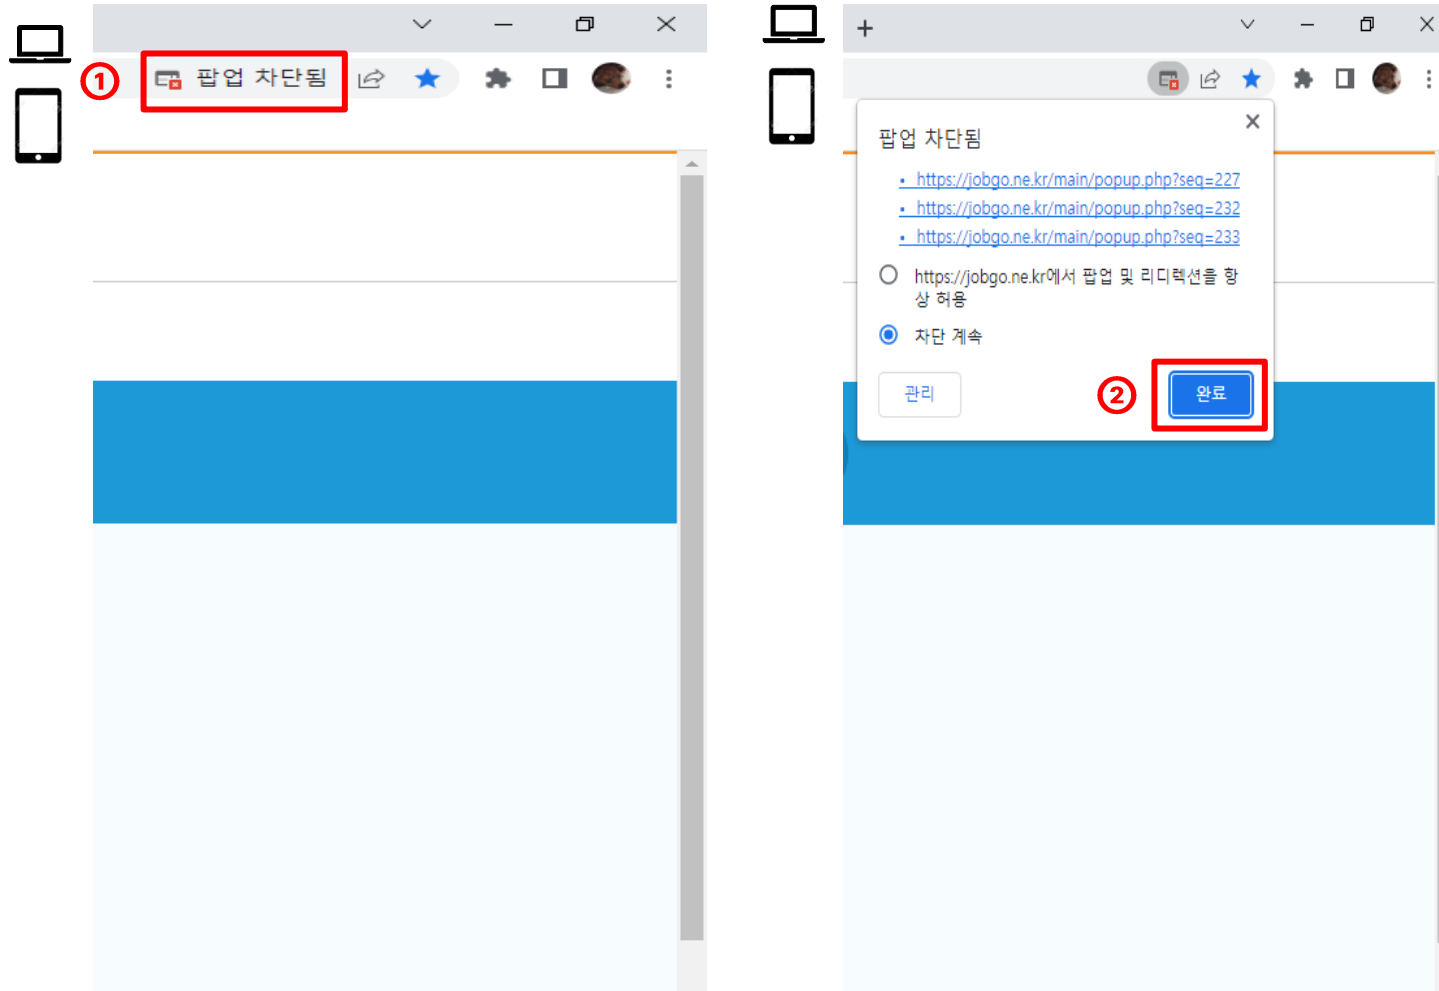 ① 팝업 차단됨
팝업 차단됨
• https://jobgo.ne.kr/main/popup.php?seq=227
• https://jobgo.ne.kr/main/popup.php?seq=232
• https://jobgo.ne.kr/main/popup.php?seq=233
https://jobgo.ne.kr에서 팝업 및 리디렉션을 항
상 허용
차단 계속
관리 ② 완료